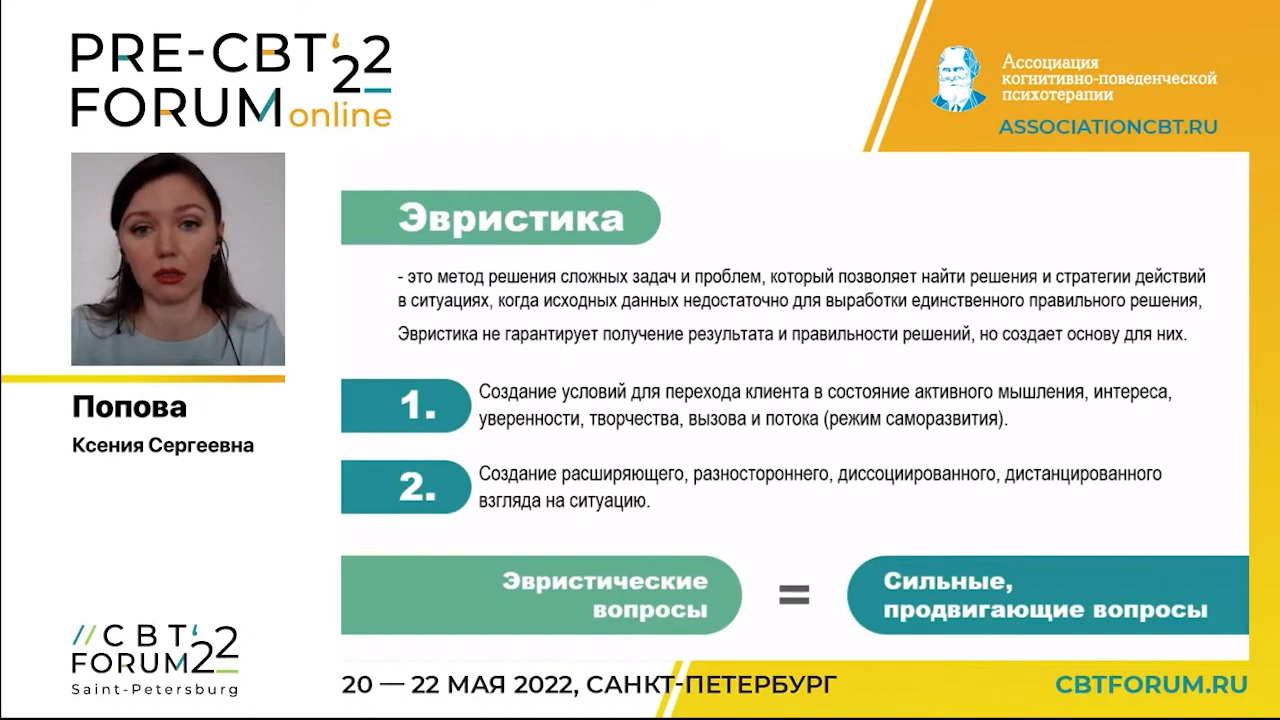 PRE-CBT'22
FORUM online
Ассоциация
когнитивно-поведенческой
психотерапии
ASSOCIATIONCBT.RU
Попова
Ксения Сергеевна
Эвристика
- это метод решения сложных задач и проблем, который позволяет найти решения и стратегии действий
в ситуациях, когда исходных данных недостаточно для выработки единственного правильного решения,
Эвристика не гарантирует получение результата и правильности решений, но создает основу для них.
1.
Создание условий для перехода клиента в состояние активного мышления, интереса,
уверенности, творчества, вызова и потока (режим саморазвития).
2.
Создание расширяющего, разностороннего, диссоциированного, дистанцированного
взгляда на ситуацию.
Эвристические
вопросы
=
Сильные,
продвигающие вопросы
//CBT'22
FORUM
Saint-Petersburg
20 — 22 МАЯ 2022, САНКТ-ПЕТЕРБУРГ
CBTFORUM.RU